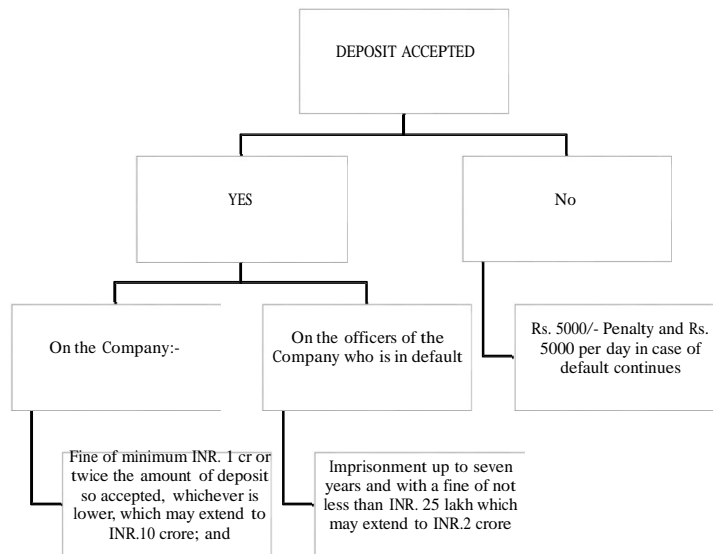 DEPOSIT ACCEPTED
YES
No
On the Company:-
On the officers of the
Company who is in default
Rs. 5000/- Penalty and Rs.
5000 per day in case of
default continues
Fine of minimum INR. 1 cr or
twice the amount of deposit
so accepted, whichever is
lower, which may extend to
INR.10 crore; and
Imprisonment up to seven
years and with a fine of not
less than INR. 25 lakh which
may extend to INR.2 crore